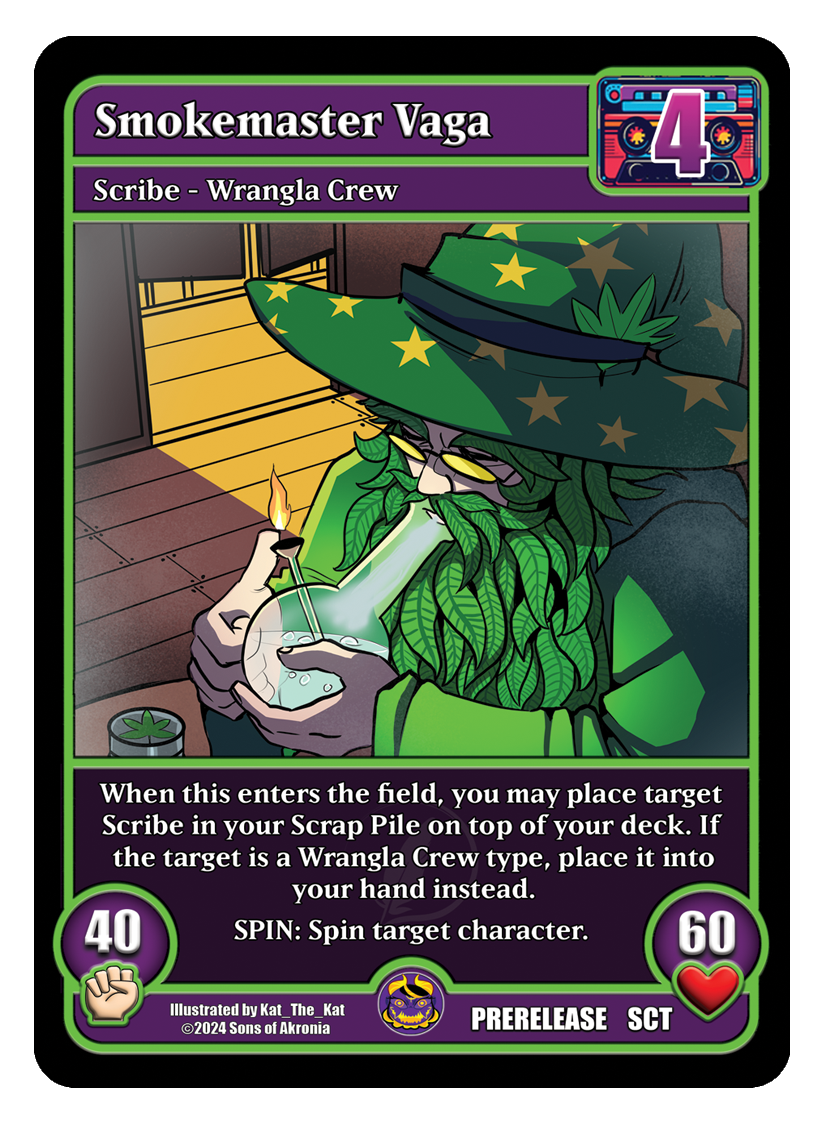 Smokemaster Vaga
4
Scribe - Wrangla Crew
When this enters the field, you may place target
Scribe in your Scrap Pile on top of your deck. If
the target is a Wrangla Crew type, place it into
your hand instead.
SPIN: Spin target character.
40
60
Illustrated by Kat_The_Kat
©2024 Sons of Akronia
PRERELEASE SCT